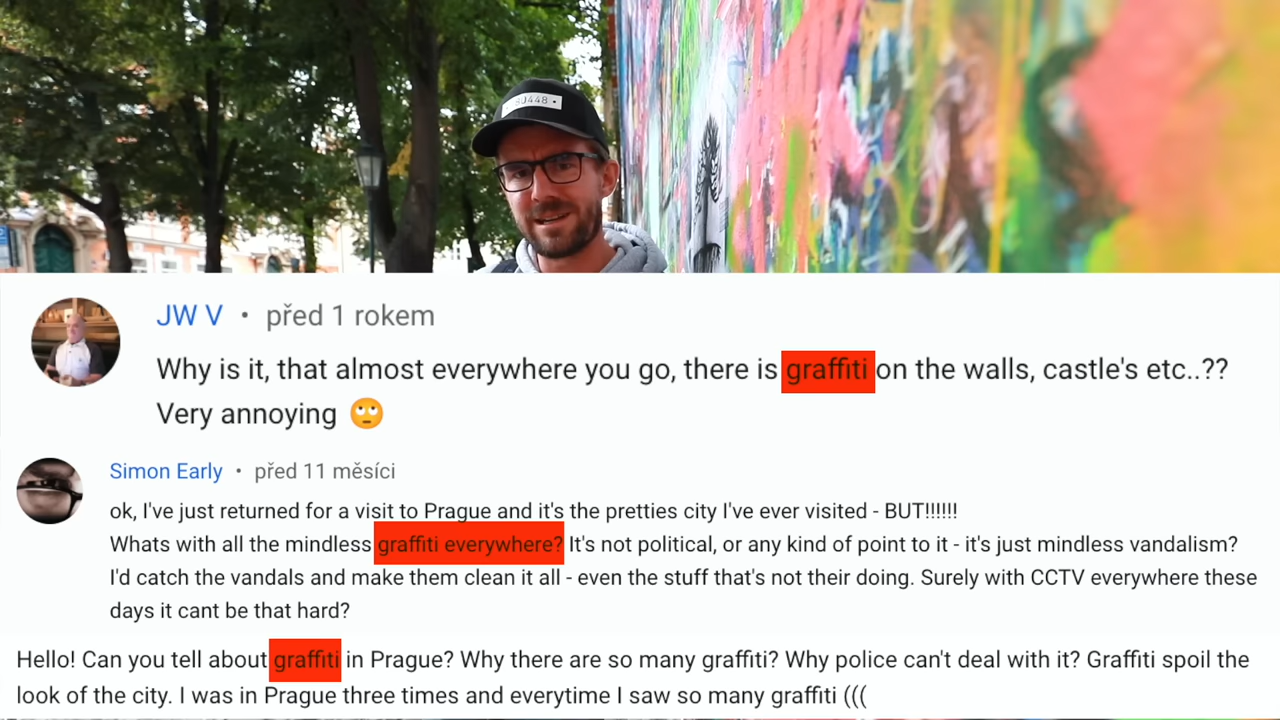 JW V • před 1 rokem
Why is it, that almost everywhere you go, there is graffiti on the walls, castle's etc..??
Very annoying 🙄
Simon Early • před 11 měsíci
ok, I've just returned for a visit to Prague and it's the pretties city I've ever visited - BUT!!!!!!
Whats with all the mindless graffiti everywhere? It's not political, or any kind of point to it - it's just mindless vandalism?
I'd catch the vandals and make them clean it all - even the stuff that's not their doing. Surely with CCTV everywhere these
days it cant be that hard?
Hello! Can you tell about graffiti in Prague? Why there are so many graffiti? Why police can't deal with it? Graffiti spoil the
look of the city. I was in Prague three times and everytime I saw so many graffiti (((